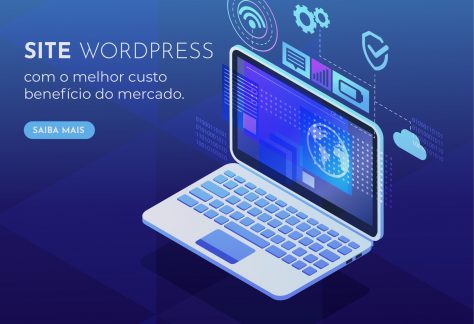 SITE WORDPRESS
com o melhor custo
benefício do mercado.
SAIBA MAIS